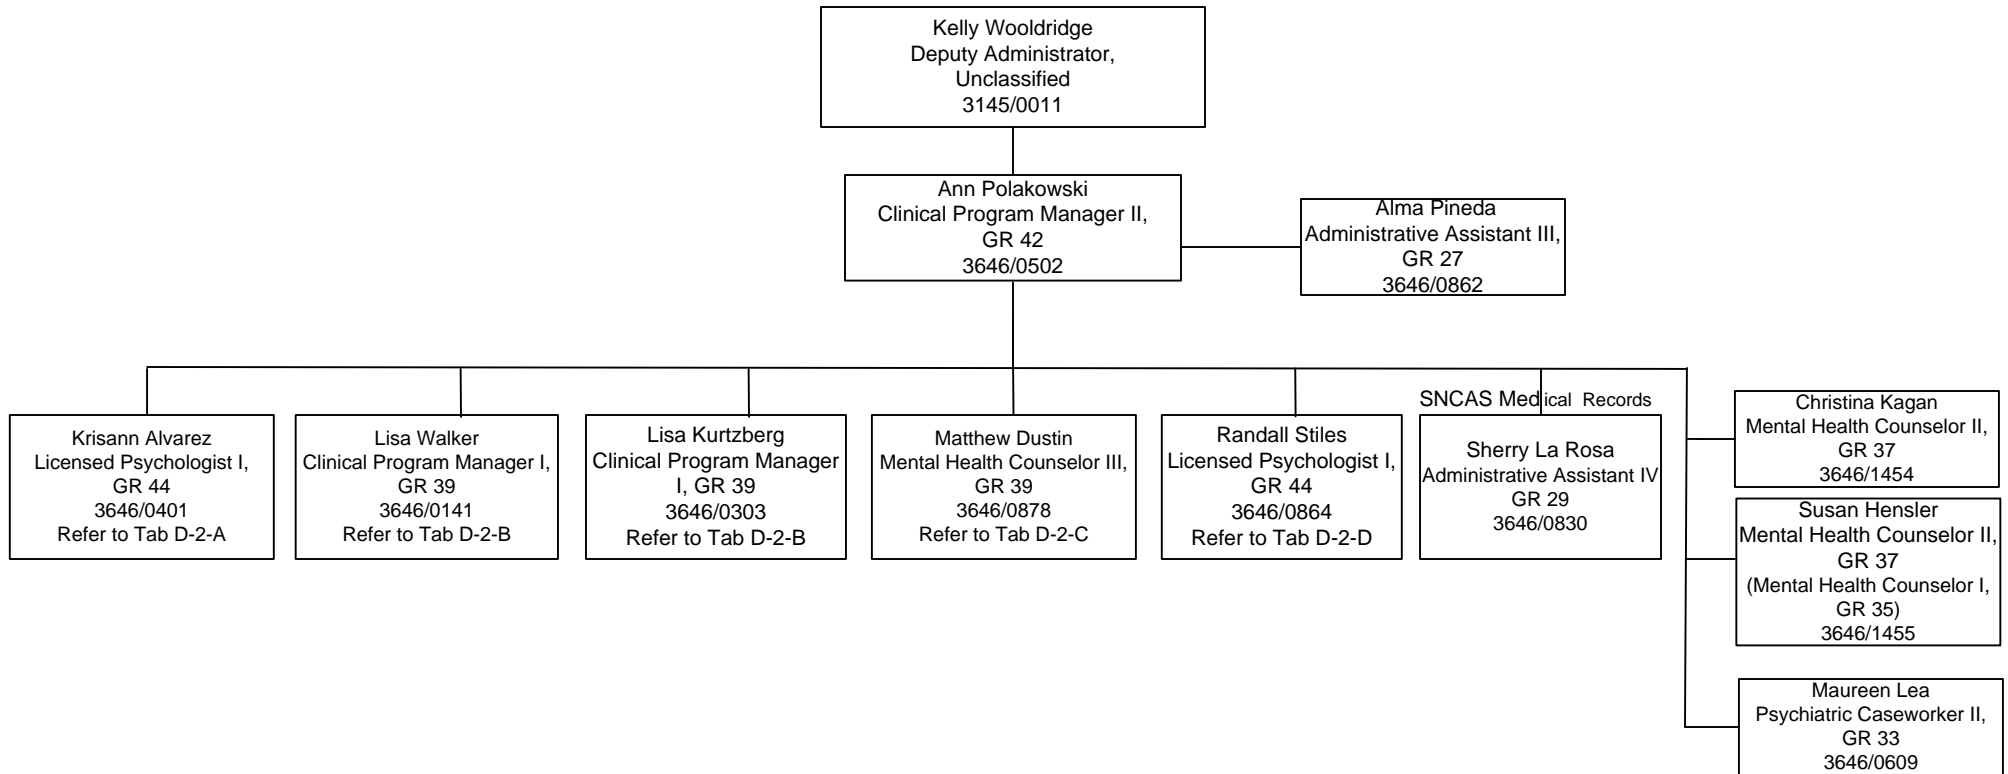 Kelly Wooldridge
Deputy Administrator,
Unclassified
3145/0011
Ann Polakowski
Clinical Program Manager II,
GR 42
3646/0502
Alma Pineda
Administrative Assistant III,
GR 27
3646/0862
Krisann Alvarez
Licensed Psychologist I,
GR 44
3646/0401
Refer to Tab D-2-A
Lisa Walker
Clinical Program Manager I,
GR 39
3646/0141
Refer to Tab D-2-B
Lisa Kurtzberg
Clinical Program Manager
I, GR 39
3646/0303
Refer to Tab D-2-B
Matthew Dustin
Mental Health Counselor III,
GR 39
3646/0878
Refer to Tab D-2-C
Randall Stiles
Licensed Psychologist I,
GR 44
3646/0864
Refer to Tab D-2-D
SNCAS Medical Records
Sherry La Rosa
Administrative Assistant IV
GR 29
3646/0830
Christina Kagan
Mental Health Counselor II,
GR 37
3646/1454
Susan Hensler
Mental Health Counselor II,
GR 37
(Mental Health Counselor I,
GR 35)
3646/1455
Maureen Lea
Psychiatric Caseworker II,
GR 33
3646/0609